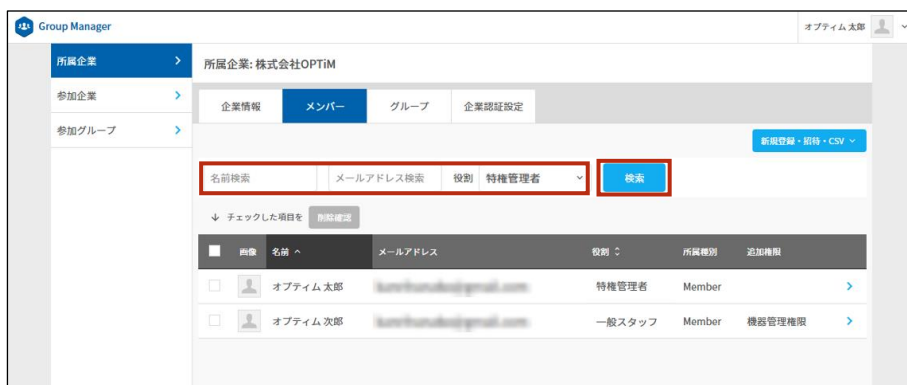 Group Manager
オプティム 太郎
所属企業
参加企業
参加グループ
所属企業: 株式会社OPTiM
企業情報 メンバー グループ 企業認証設定
新規登録・招待・CSV
名前検索 メールアドレス検索 役割 特権管理者 検索
↓ チェックした項目を 削除確認
画像 名前 メールアドレス 役割 所属種別 追加権限
オプティム 太郎 特権管理者 Member
オプティム 次郎 一般スタッフ Member 機器管理権限